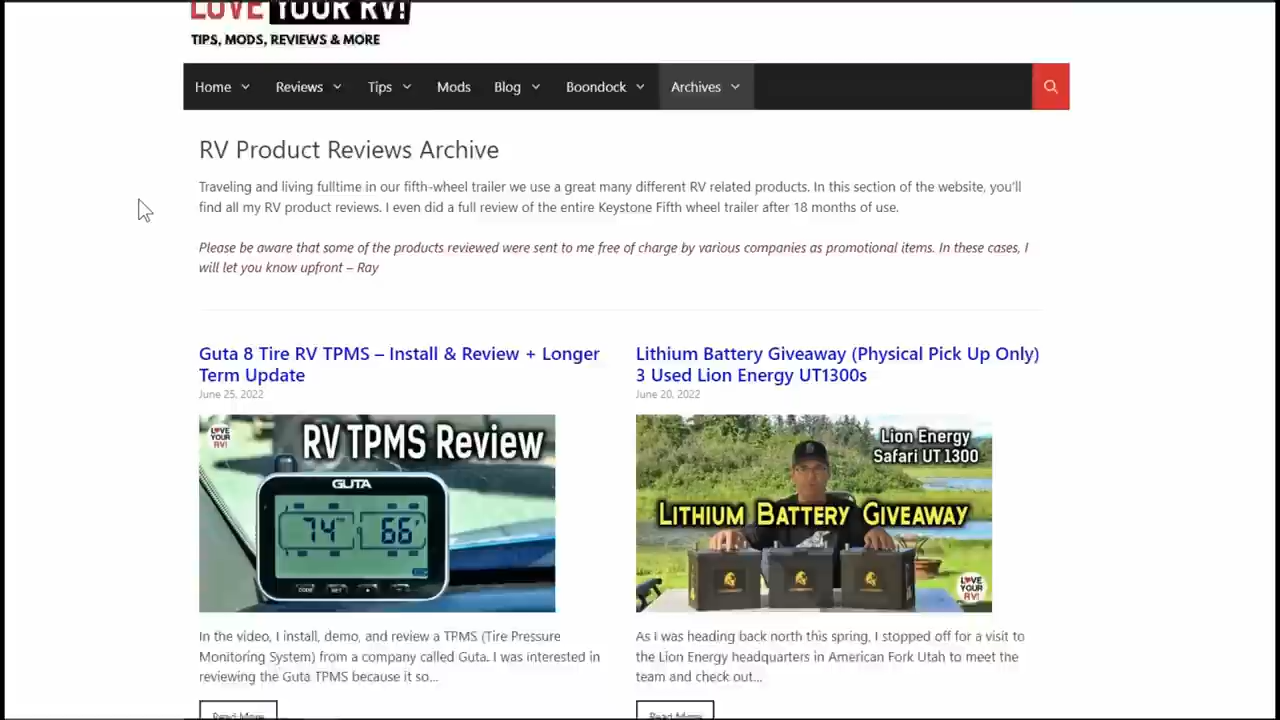 LOVE YOUR RV!
TIPS, MODS, REVIEWS & MORE
Home
Reviews
Tips
Mods
Blog
Boondock
Archives
RV Product Reviews Archive
Traveling and living fulltime in our fifth-wheel trailer we use a great many different RV related products. In this section of the website, you'll
find all my RV product reviews. I even did a full review of the entire Keystone Fifth wheel trailer after 18 months of use.
Please be aware that some of the products reviewed were sent to me free of charge by various companies as promotional items. In these cases, I
will let you know upfront – Ray
Guta 8 Tire RV TPMS – Install & Review + Longer
Term Update
June 25, 2022
LOVE
YOUR
RV!
RV TPMS Review
GUTA
74
66
In the video, I install, demo, and review a TPMS (Tire Pressure
Monitoring System) from a company called Guta. I was interested in
reviewing the Guta TPMS because it so...
Read More
Lithium Battery Giveaway (Physical Pick Up Only)
3 Used Lion Energy UT1300s
June 20, 2022
Lion Energy
Safari UT 1300
LITHIUM BATTERY GIVEAWAY
LOVE
YOUR
RV!
As I was heading back north this spring, I stopped off for a visit to
the Lion Energy headquarters in American Fork Utah to meet the
team and check out...
Read More